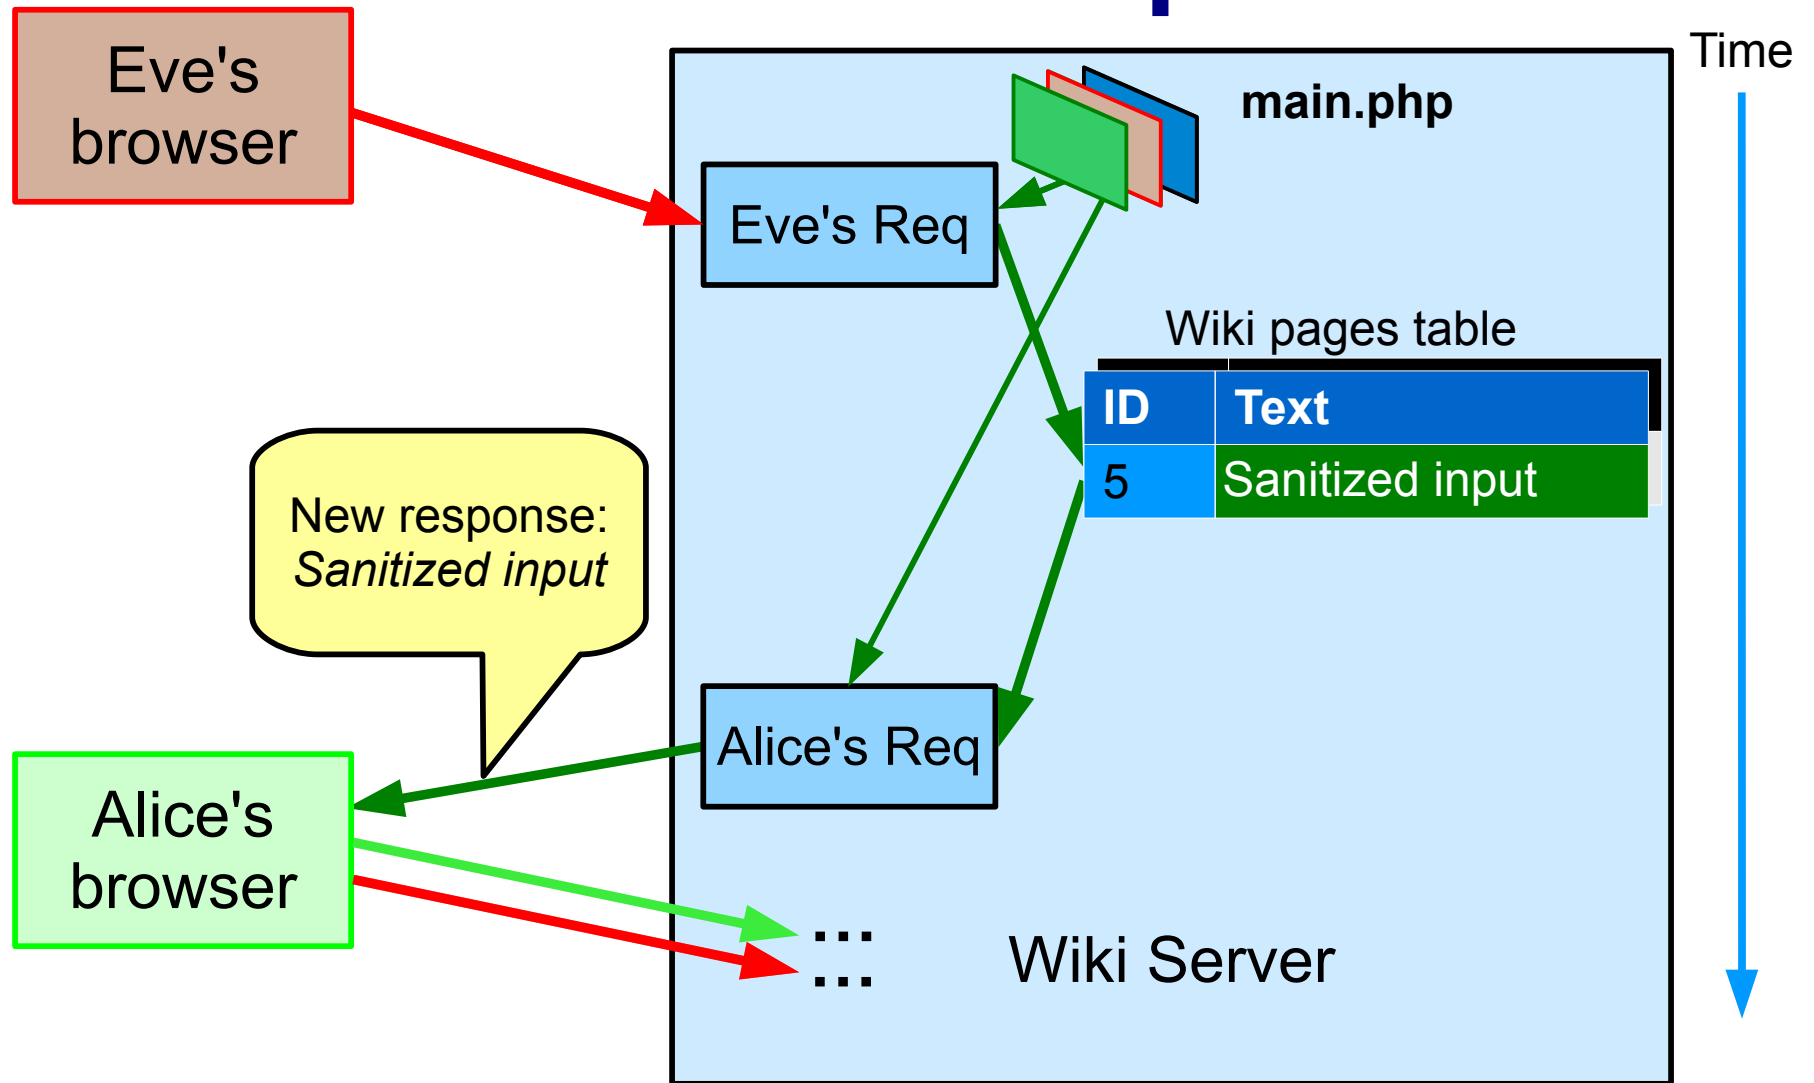 Eve's
browser
Time
main.php
Eve's Req
Wiki pages table
ID Text
5 Sanitized input
New response:
Sanitized input
Alice's Req
Alice's
browser
...
...
Wiki Server